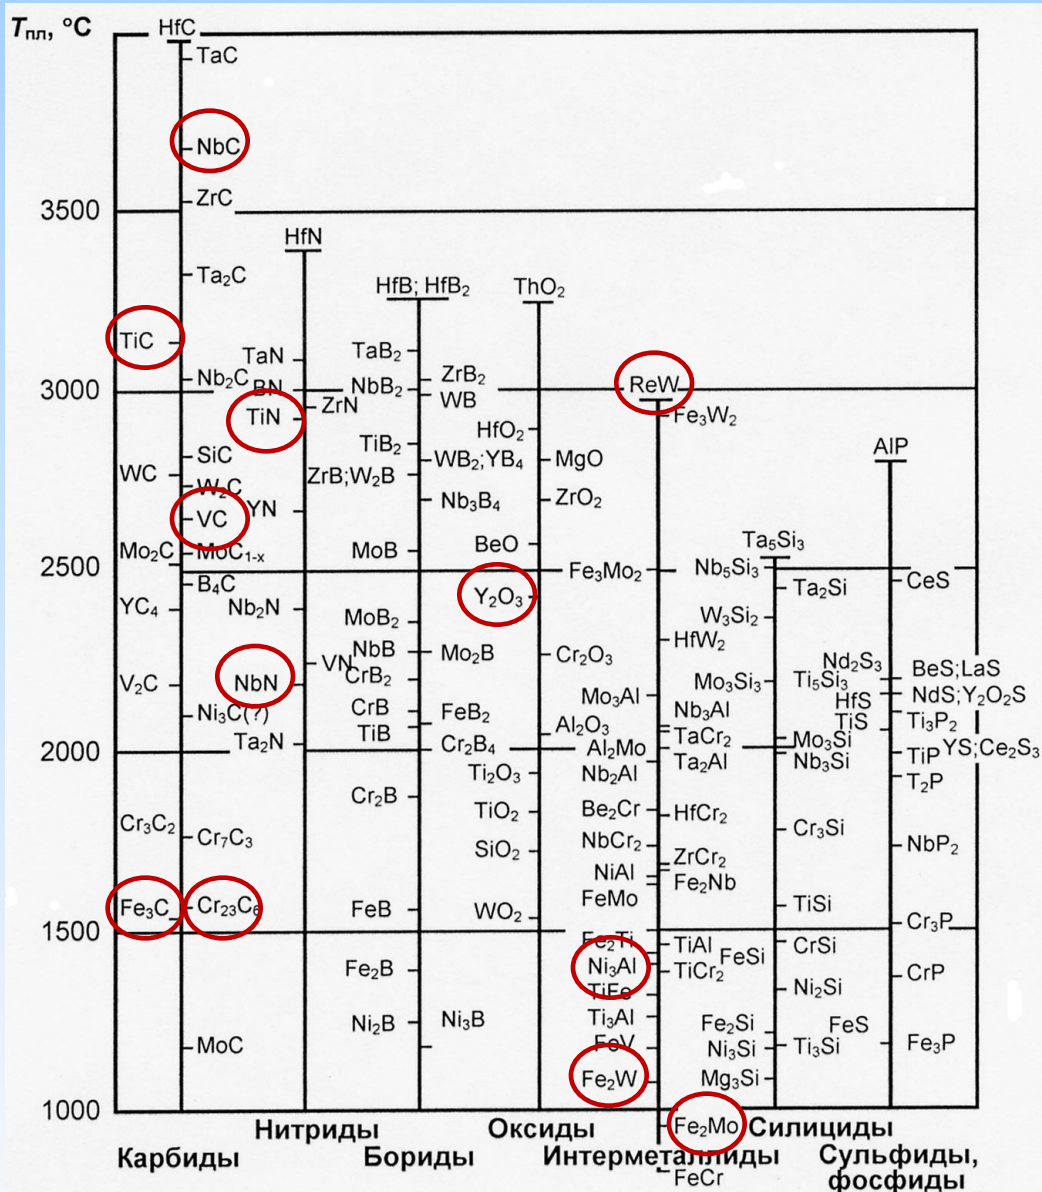 Tпл, °C
HfC
TaC
NbC
ZrC
3500
HfN
Ta₂C
HfB; HfB₂
ThO₂
TiC
TaN
TaB₂
Nb₂C
BN
ZrB₂
3000
NbB₂
ReW
TiN
ZrN
WB
Fe₃W₂
HfO₂
TiB₂
AlP
SiC
WB₂;YB₄
MgO
WC
ZrB;W₂B
W₂C
Nb₃B₄
ZrO₂
VC
YN
Ta₅Si₃
Mo₂C
MoC₁₋ₓ
MoB
BeO
2500
Fe₃Mo₂
Nb₅Si₃
B₄C
Ta₂Si
CeS
YC₄
Nb₂N
Y₂O₃
MoB₂
W₃Si₂
NbB
Mo₂B
Cr₂O₃
HfW₂
VN
Nd₂S₃
BeS;LaS
V₂C
NbN
CrB₂
Mo₃Si₃
Ti₅Si₃
Mo₃Al
HfS
NdS;Y₂O₂S
Ni₃C(?)
CrB
FeB₂
Nb₃Al
TiS
Ti₃P₂
Ta₂N
TiB
Al₂O₃
TaCr₂
Mo₃Si
2000
Cr₂B₄
Al₂Mo
Nb₃Si
TiP
YS;Ce₂S₃
Ti₂O₃
Nb₂Al
Ta₂Al
T₂P
Cr₂B
TiO₂
Be₂Cr
HfCr₂
Cr₃C₂
Cr₇C₃
Cr₃Si
SiO₂
NbCr₂
ZrCr₂
NbP₂
NiAl
Fe₂Nb
Fe₃C
Cr₂₃C₆
FeB
WO₂
FeMo
TiSi
1500
Fe₂Ti
TiAl
FeSi
CrSi
Cr₃P
Fe₂B
Ni₃Al
TiCr₂
CrP
TiFe
Ni₂Si
Ni₂B
Ni₃B
Ti₃Al
Fe₂Si
FeS
MoC
FeV
Ni₃Si
Ti₃Si
Fe₃P
Fe₂W
Mg₃Si
1000
Fe₂Mo
Нитриды
Оксиды
Силициды
Карбиды
Бориды
Интерметаллиды
Сульфиды,
фосфиды
FeCr